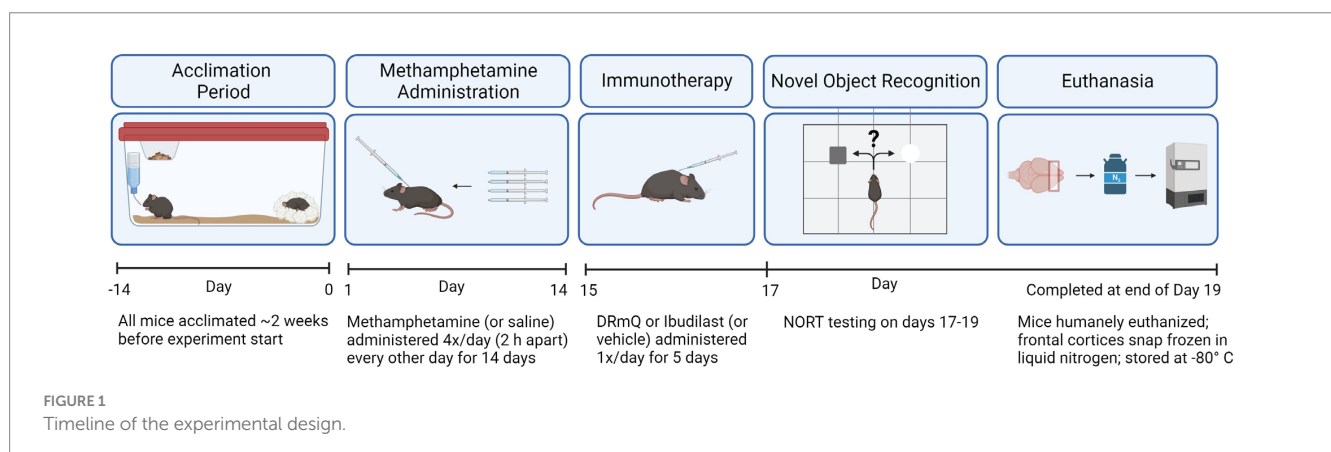 Acclimation
Period
Methamphetamine
Administration
Immunotherapy
Novel Object Recognition
Euthanasia
?
N₂
-14
Day
0
1
Day
14
15
17
Day
Completed at end of Day 19
All mice acclimated ~2 weeks
before experiment start
Methamphetamine (or saline)
administered 4x/day (2 h apart)
every other day for 14 days
DRmQ or Ibudilast (or
vehicle) administered
1x/day for 5 days
NORT testing on days 17-19
Mice humanely euthanized;
frontal cortices snap frozen in
liquid nitrogen; stored at -80° C
FIGURE 1
Timeline of the experimental design.